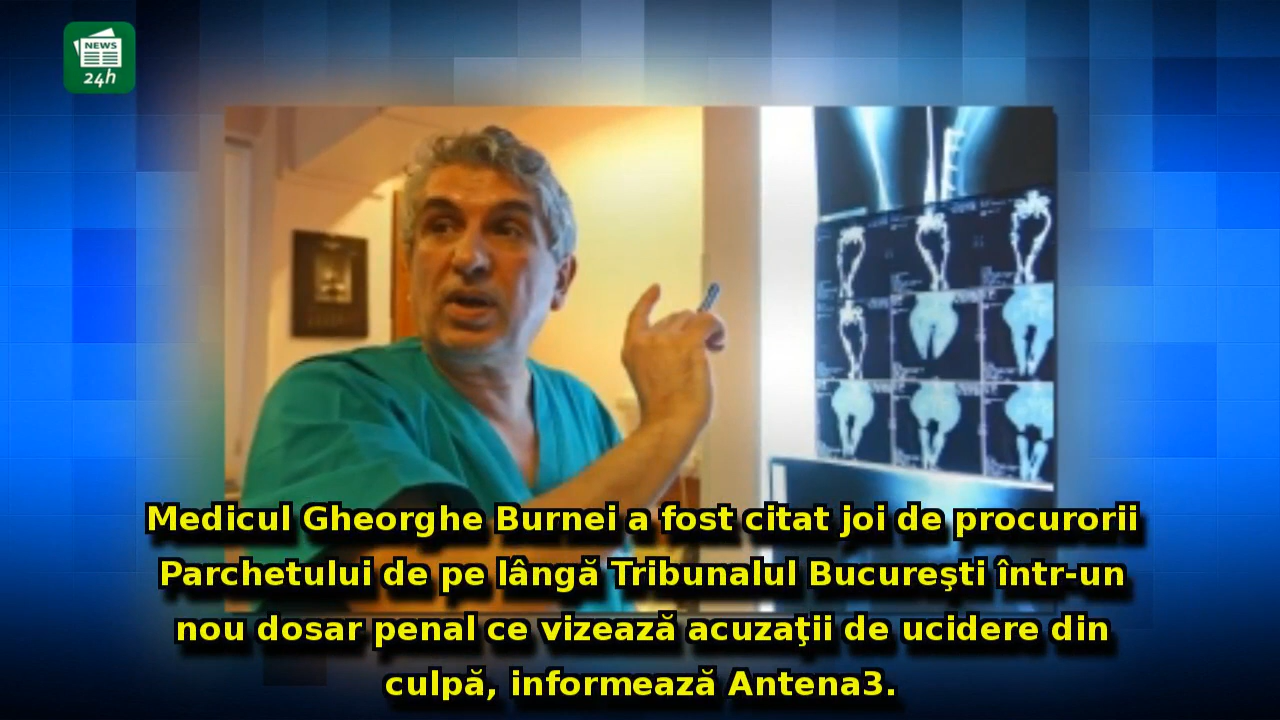 NEWS
24h
Medicul Gheorghe Burnei a fost citat joi de procurorii
Parchetului de pe lângă Tribunalul Bucureşti într-un
nou dosar penal ce vizează acuzaţii de ucidere din
culpă, informează Antena3.